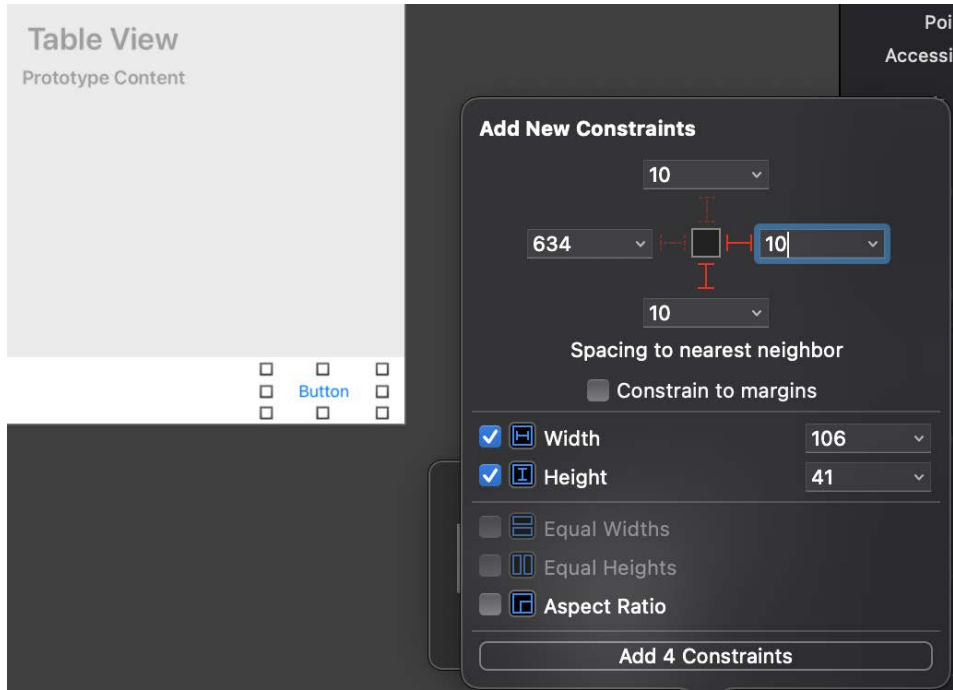 Table View
Prototype Content
Button
Poi
Accessi
Add New Constraints
10
634
10
10
Spacing to nearest neighbor
Constrain to margins
Width 106
Height 41
Equal Widths
Equal Heights
Aspect Ratio
Add 4 Constraints